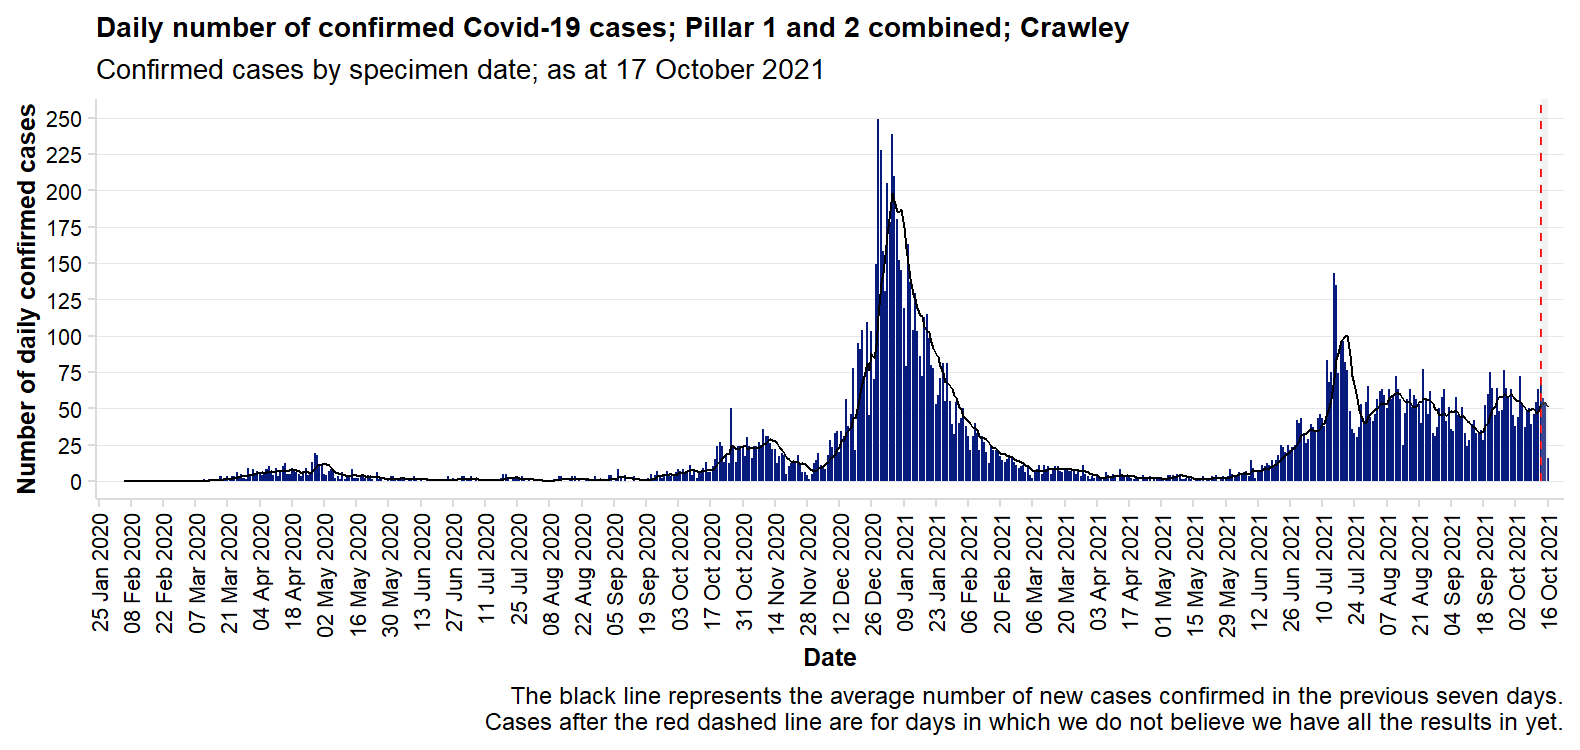 Daily number of confirmed Covid-19 cases; Pillar 1 and 2 combined; Crawley
Confirmed cases by specimen date; as at 17 October 2021
Number of daily confirmed cases
250
225
200
175
150
125
100
75
50
25
0
25 Jan 2020
08 Feb 2020
22 Feb 2020
07 Mar 2020
21 Mar 2020
04 Apr 2020
18 Apr 2020
02 May 2020
16 May 2020
30 May 2020
13 Jun 2020
27 Jun 2020
11 Jul 2020
25 Jul 2020
08 Aug 2020
22 Aug 2020
05 Sep 2020
19 Sep 2020
03 Oct 2020
17 Oct 2020
31 Oct 2020
14 Nov 2020
28 Nov 2020
12 Dec 2020
26 Dec 2020
09 Jan 2021
23 Jan 2021
06 Feb 2021
20 Feb 2021
06 Mar 2021
20 Mar 2021
03 Apr 2021
17 Apr 2021
01 May 2021
15 May 2021
29 May 2021
12 Jun 2021
26 Jun 2021
10 Jul 2021
24 Jul 2021
07 Aug 2021
21 Aug 2021
04 Sep 2021
18 Sep 2021
02 Oct 2021
16 Oct 2021
Date
The black line represents the average number of new cases confirmed in the previous seven days.
Cases after the red dashed line are for days in which we do not believe we have all the results in yet.